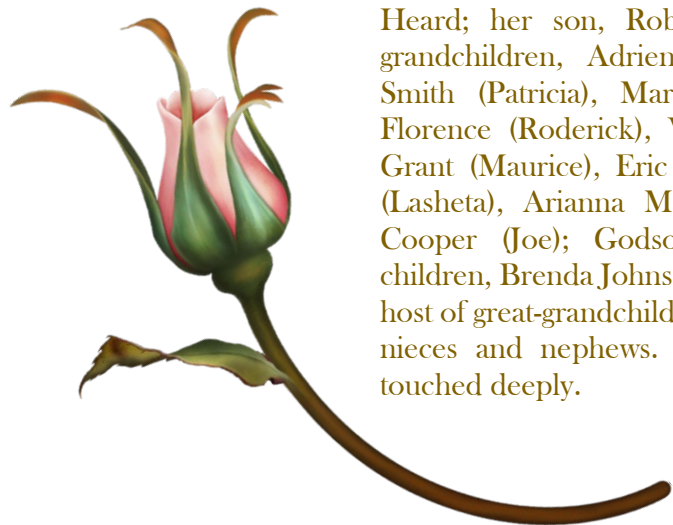 Heard; her son, Rob
grandchildren, Adrien
Smith (Patricia), Mar
Florence (Roderick),
Grant (Maurice), Eric
(Lasheta), Arianna M
Cooper (Joe); Godso
children, Brenda Johns
host of great-grandchild
nieces and nephews.
touched deeply.